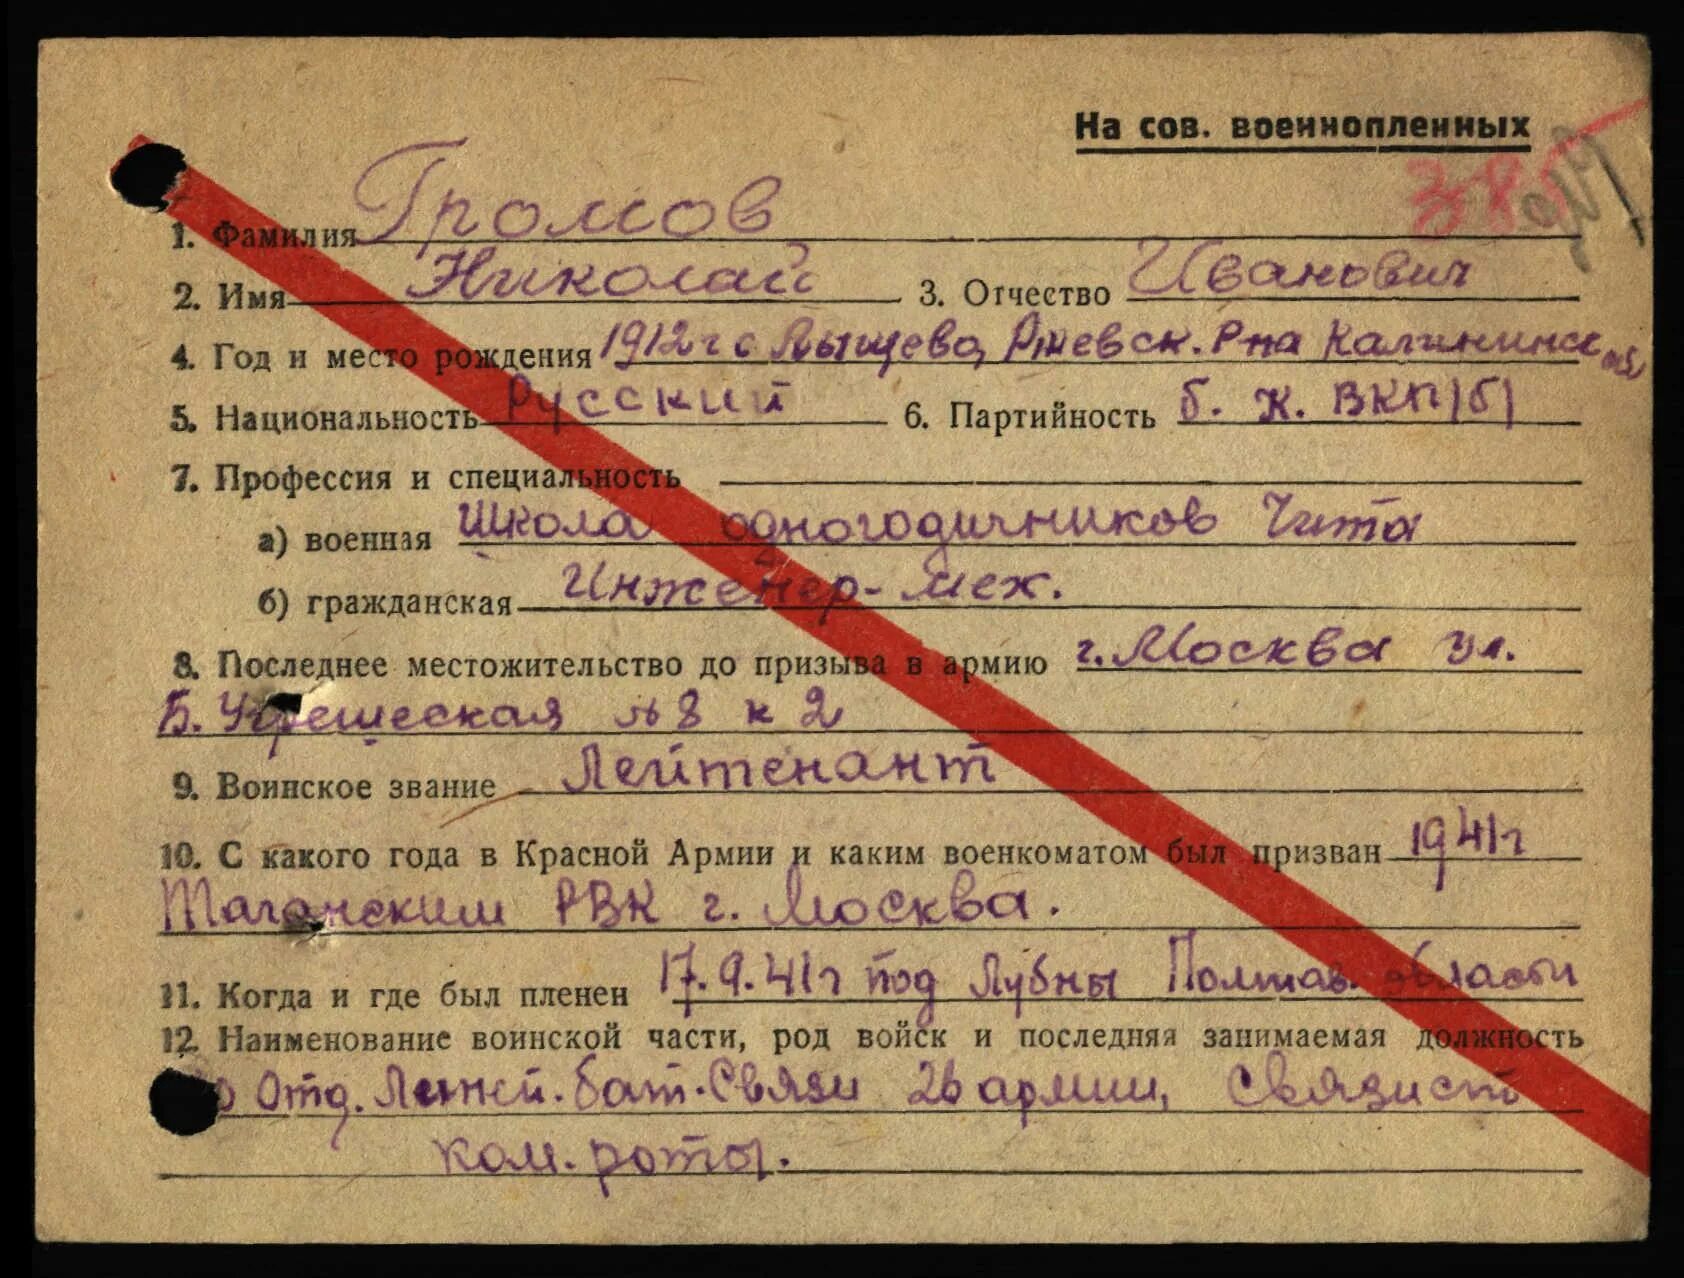 На сов. военнопленных
1. Фамилия Громов
2. Имя Николай 3. Отчество Иванович
4. Год и место рождения 1912 г с Лыщево, Ржевск. Р на Калининск
5. Национальность Русский 6. Партийность б. к. ВКП(б)
7. Профессия и специальность
а) военная Школа одногодичников Чита
б) гражданская Инженер-мех.
8. Последнее местожительство до призыва в армию г. Москва ул.
Б. № 8 к 2
9. Воинское звание Лейтенант
10. С какого года в Красной Армии и каким военкоматом был призван 1941 г
Таганским РВК г. Москва.
11. Когда и где был пленен 17.9.41 г под Лубны Полтав. области
12. Наименование воинской части, род войск и последняя занимаемая должность
Отд. Линей. бат. Связи 26 армии, Связист
ком. роты.